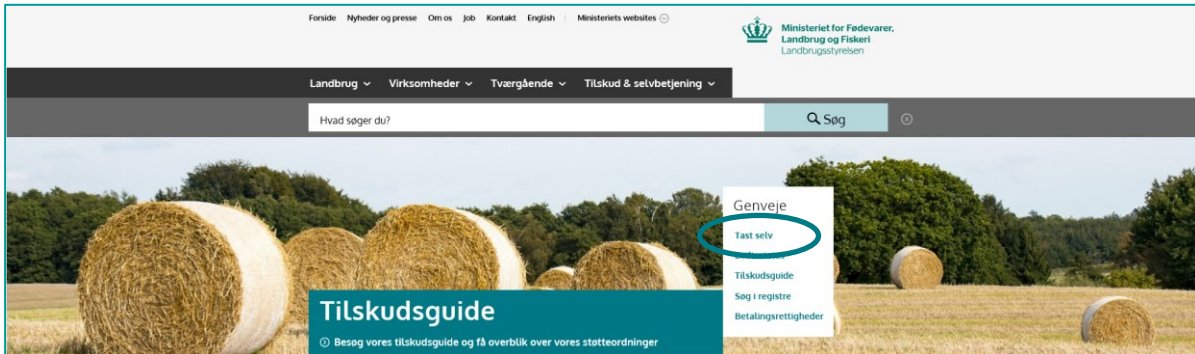 Forside Nyheder og presse Om os Job Kontakt English Ministeriets websites
Ministeriet for Fødevarer,
Landbrug og Fiskeri
Landbrugsstyrelsen
Landbrug Virksomheder Tværgående Tilskud & selvbetjening
Hvad søger du? Søg
Genveje
Tast selv
Tilskudsguide
Søg i registre
Betalingsrettigheder
Tilskudsguide
Besøg vores tilskudsguide og få overblik over vores støtteordninger